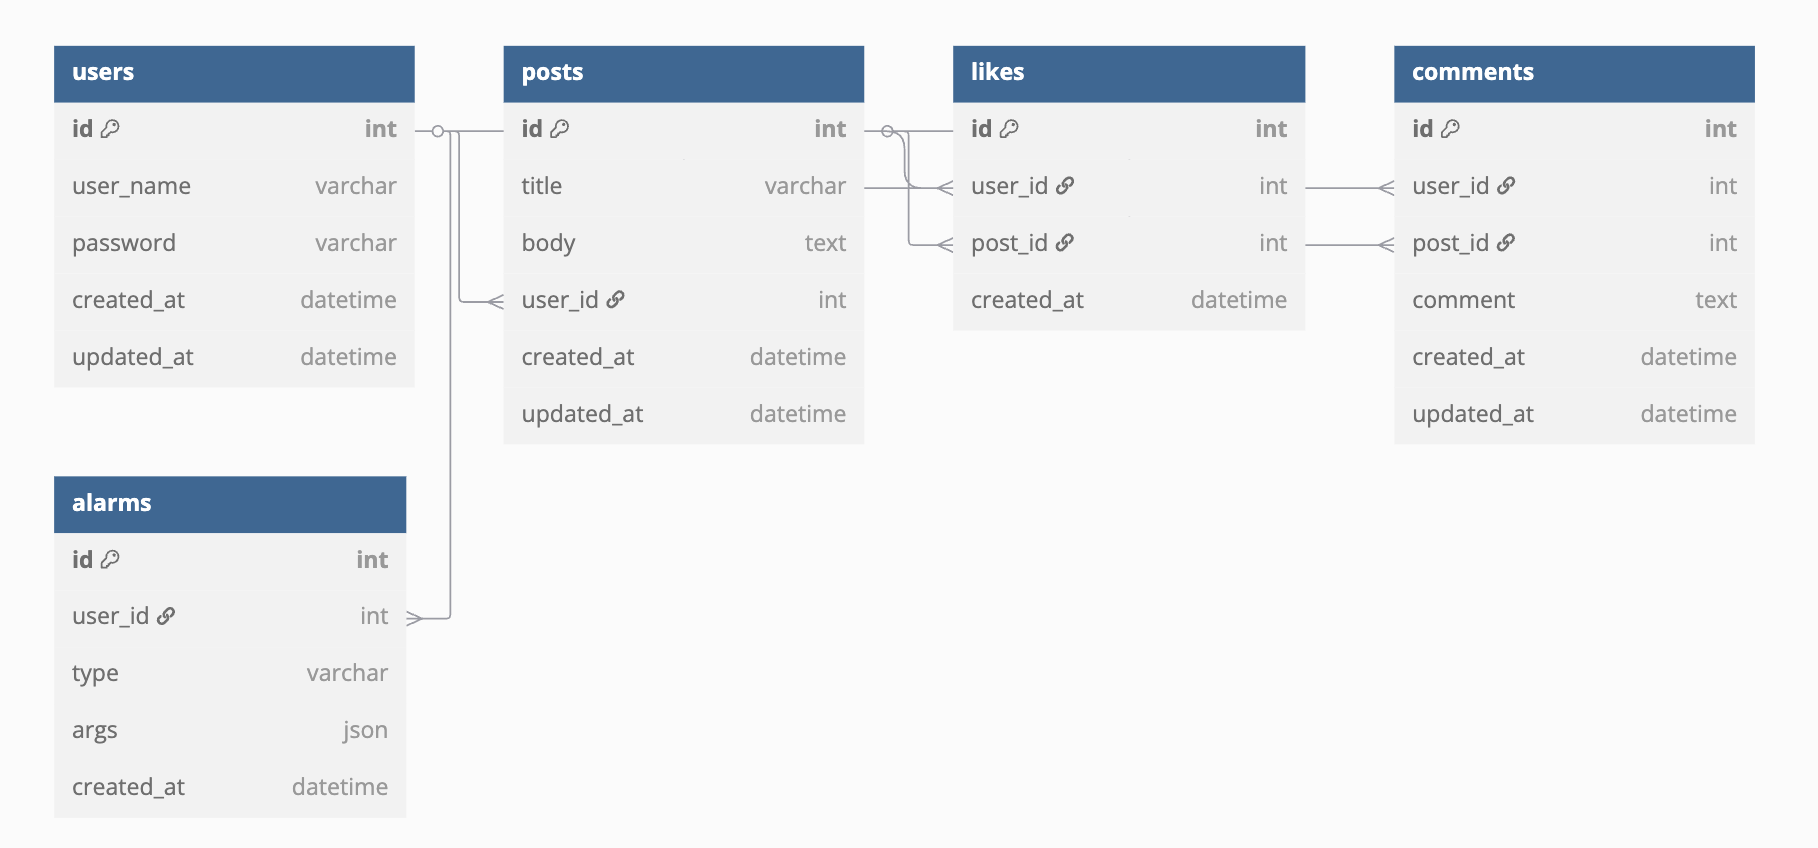 users
id int
user_name varchar
password varchar
created_at datetime
updated_at datetime
posts
id int
title varchar
body text
user_id int
created_at datetime
updated_at datetime
likes
id int
user_id int
post_id int
created_at datetime
comments
id int
user_id int
post_id int
comment text
created_at datetime
updated_at datetime
alarms
id int
user_id int
type varchar
args json
created_at datetime